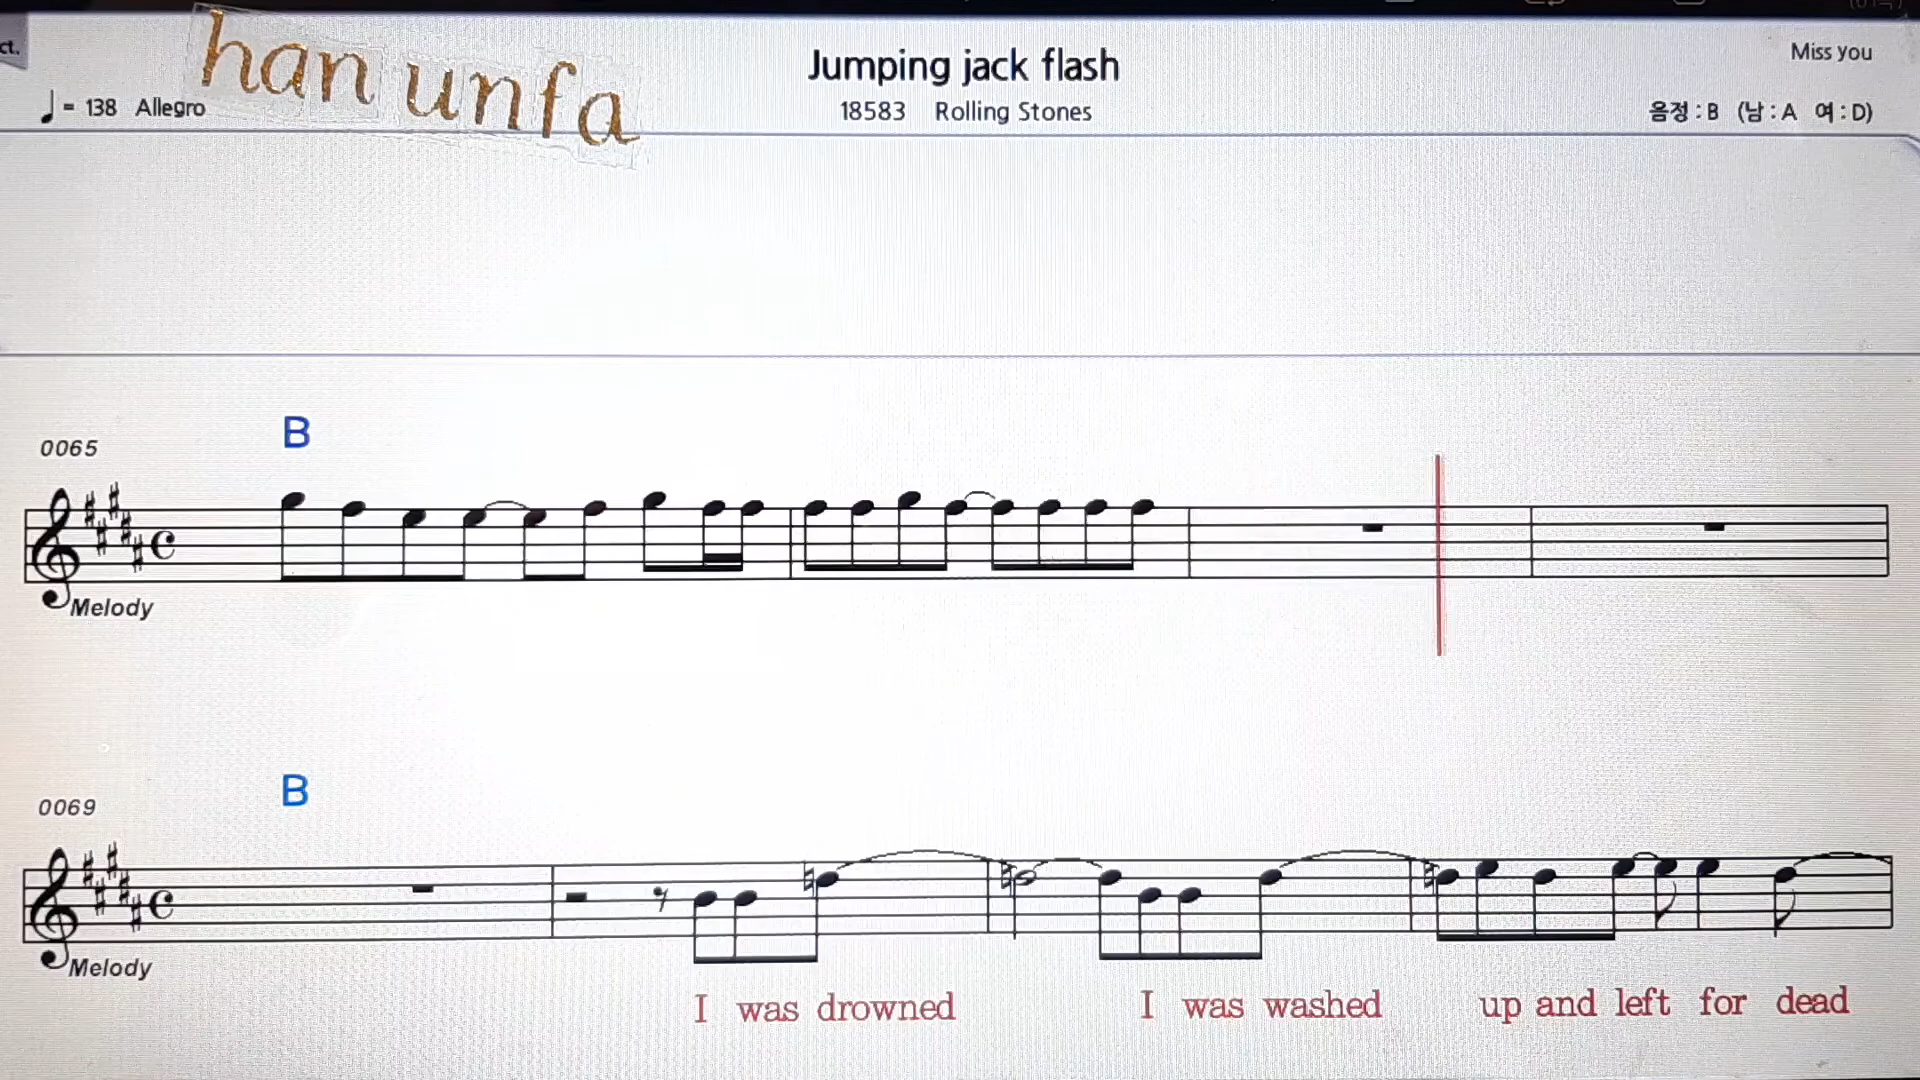 ct.
han unfa
Jumping jack flash
Miss you
= 138 Allegro
18583 Rolling Stones
음정 : B (남 : A 여 : D)
B
0065
Melody
B
0069
Melody
I was drowned I was washed up and left for dead